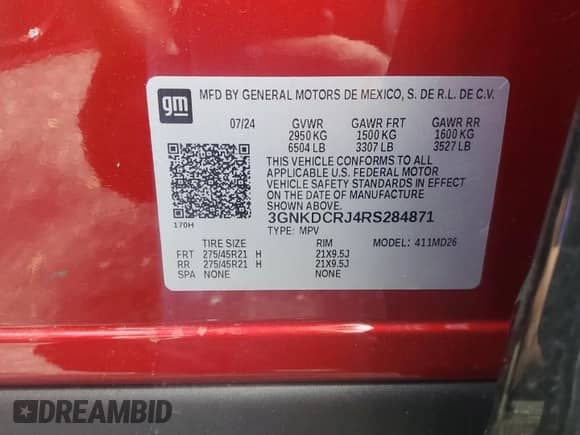 gm
MFD BY GENERAL MOTORS DE MEXICO, S. DE R.L. DE C.V.
07/24 GVWR GAWR FRT GAWR RR
2950 KG 1500 KG 1600 KG
6504 LB 3307 LB 3527 LB
THIS VEHICLE CONFORMS TO ALL
APPLICABLE U.S. FEDERAL MOTOR
VEHICLE SAFETY STANDARDS IN EFFECT
ON THE DATE OF MANUFACTURE
SHOWN ABOVE.
3GNKDCRJ4RS284871
170H
TYPE: MPV
TIRE SIZE RIM MODEL: 411MD26
FRT 275/45R21 H 21X9.5J
RR 275/45R21 H 21X9.5J
SPA NONE NONE
DREAMBID